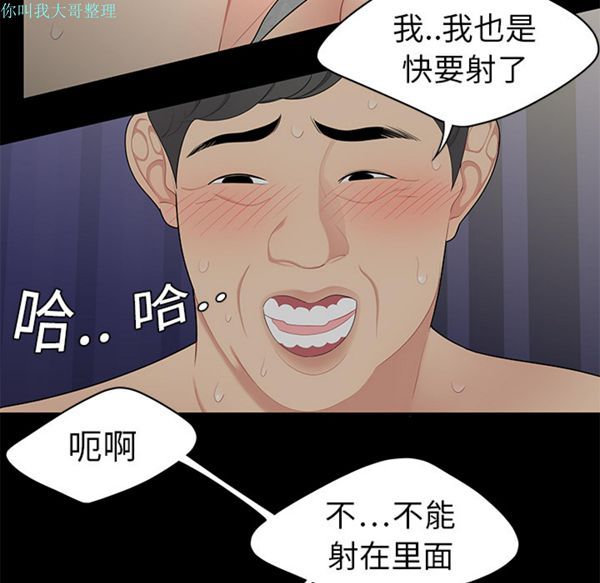 你叫我大哥整理
我..我也是
快要射了
哈..哈...
呃啊
不...不能
射在里面